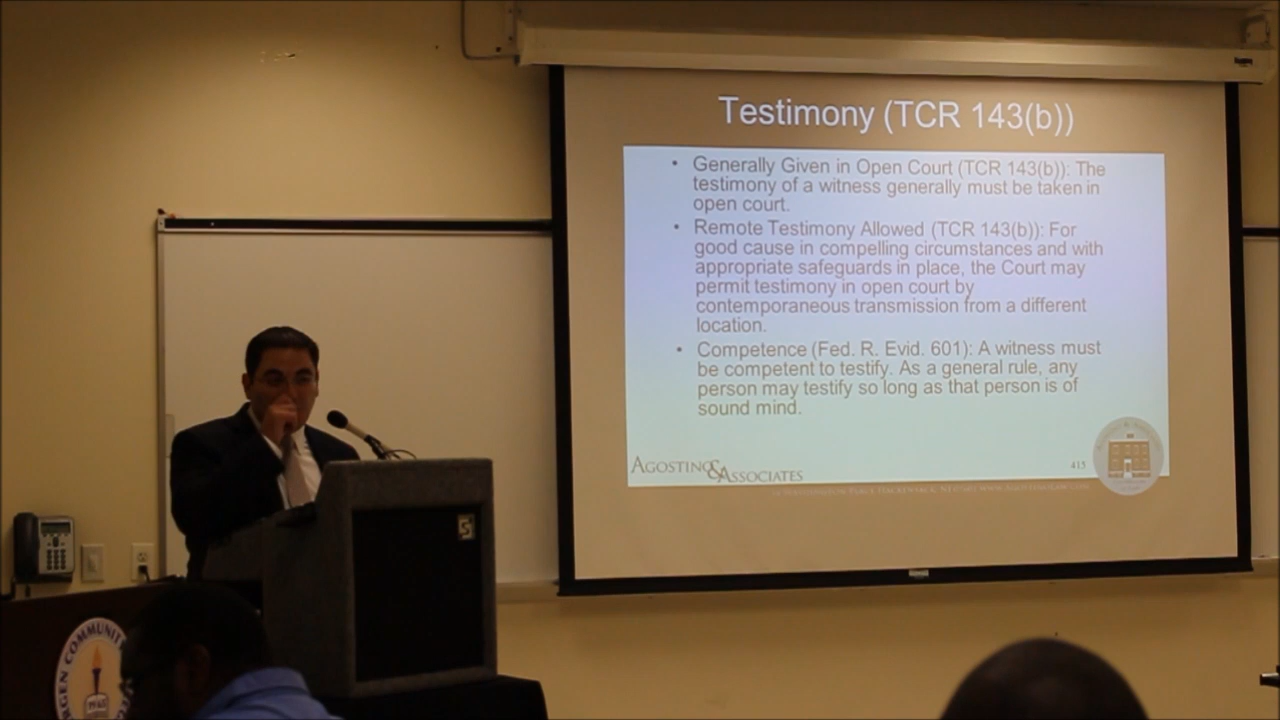 Testimony (TCR 143(b))
• Generally Given in Open Court (TCR 143(b)): The
testimony of a witness generally must be taken in
open court.
• Remote Testimony Allowed (TCR 143(b)): For
good cause in compelling circumstances and with
appropriate safeguards in place, the Court may
permit testimony in open court by
contemporaneous transmission from a different
location.
• Competence (Fed. R. Evid. 601): A witness must
be competent to testify. As a general rule, any
person may testify so long as that person is of
sound mind.
AGOSTINO & ASSOCIATES
415
RGEN COMMUNIT